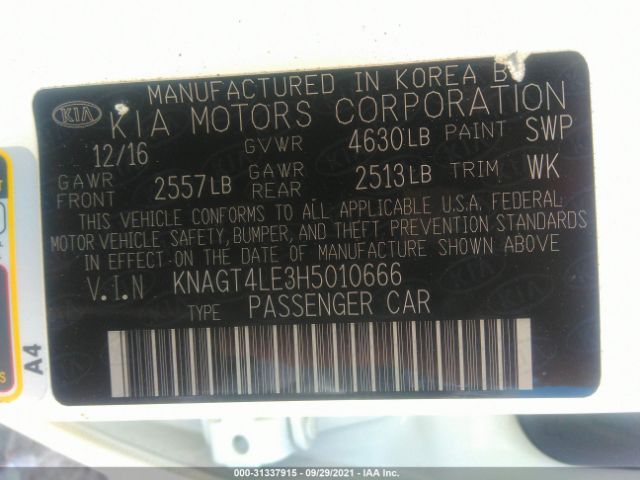 MANUFACTURED IN KOREA BY
KIA KIA MOTORS CORPORATION
12/16 GVWR 4630LB PAINT SWP
GAWR FRONT 2557LB GAWR REAR 2513LB TRIM WK
THIS VEHICLE CONFORMS TO ALL APPLICABLE U.S.A. FEDERAL
MOTOR VEHICLE SAFETY, BUMPER, AND THEFT PREVENTION STANDARDS
IN EFFECT ON THE DATE OF MANUFACTURE SHOWN ABOVE
V.I.N KNAGT4LE3H5010666
TYPE PASSENGER CAR
A4
000-31337915 - 09/29/2021 - IAA Inc.